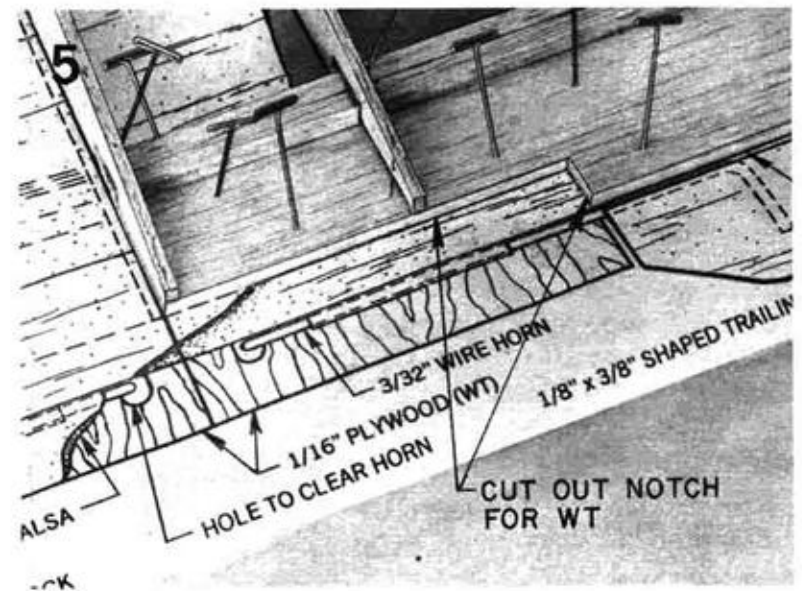 5
3/32" WIRE HORN
1/16" PLYWOOD (WT)
HOLE TO CLEAR HORN
1/8" x 3/8" SHAPED TRAILIN
CUT OUT NOTCH
FOR WT
ALSA
CK